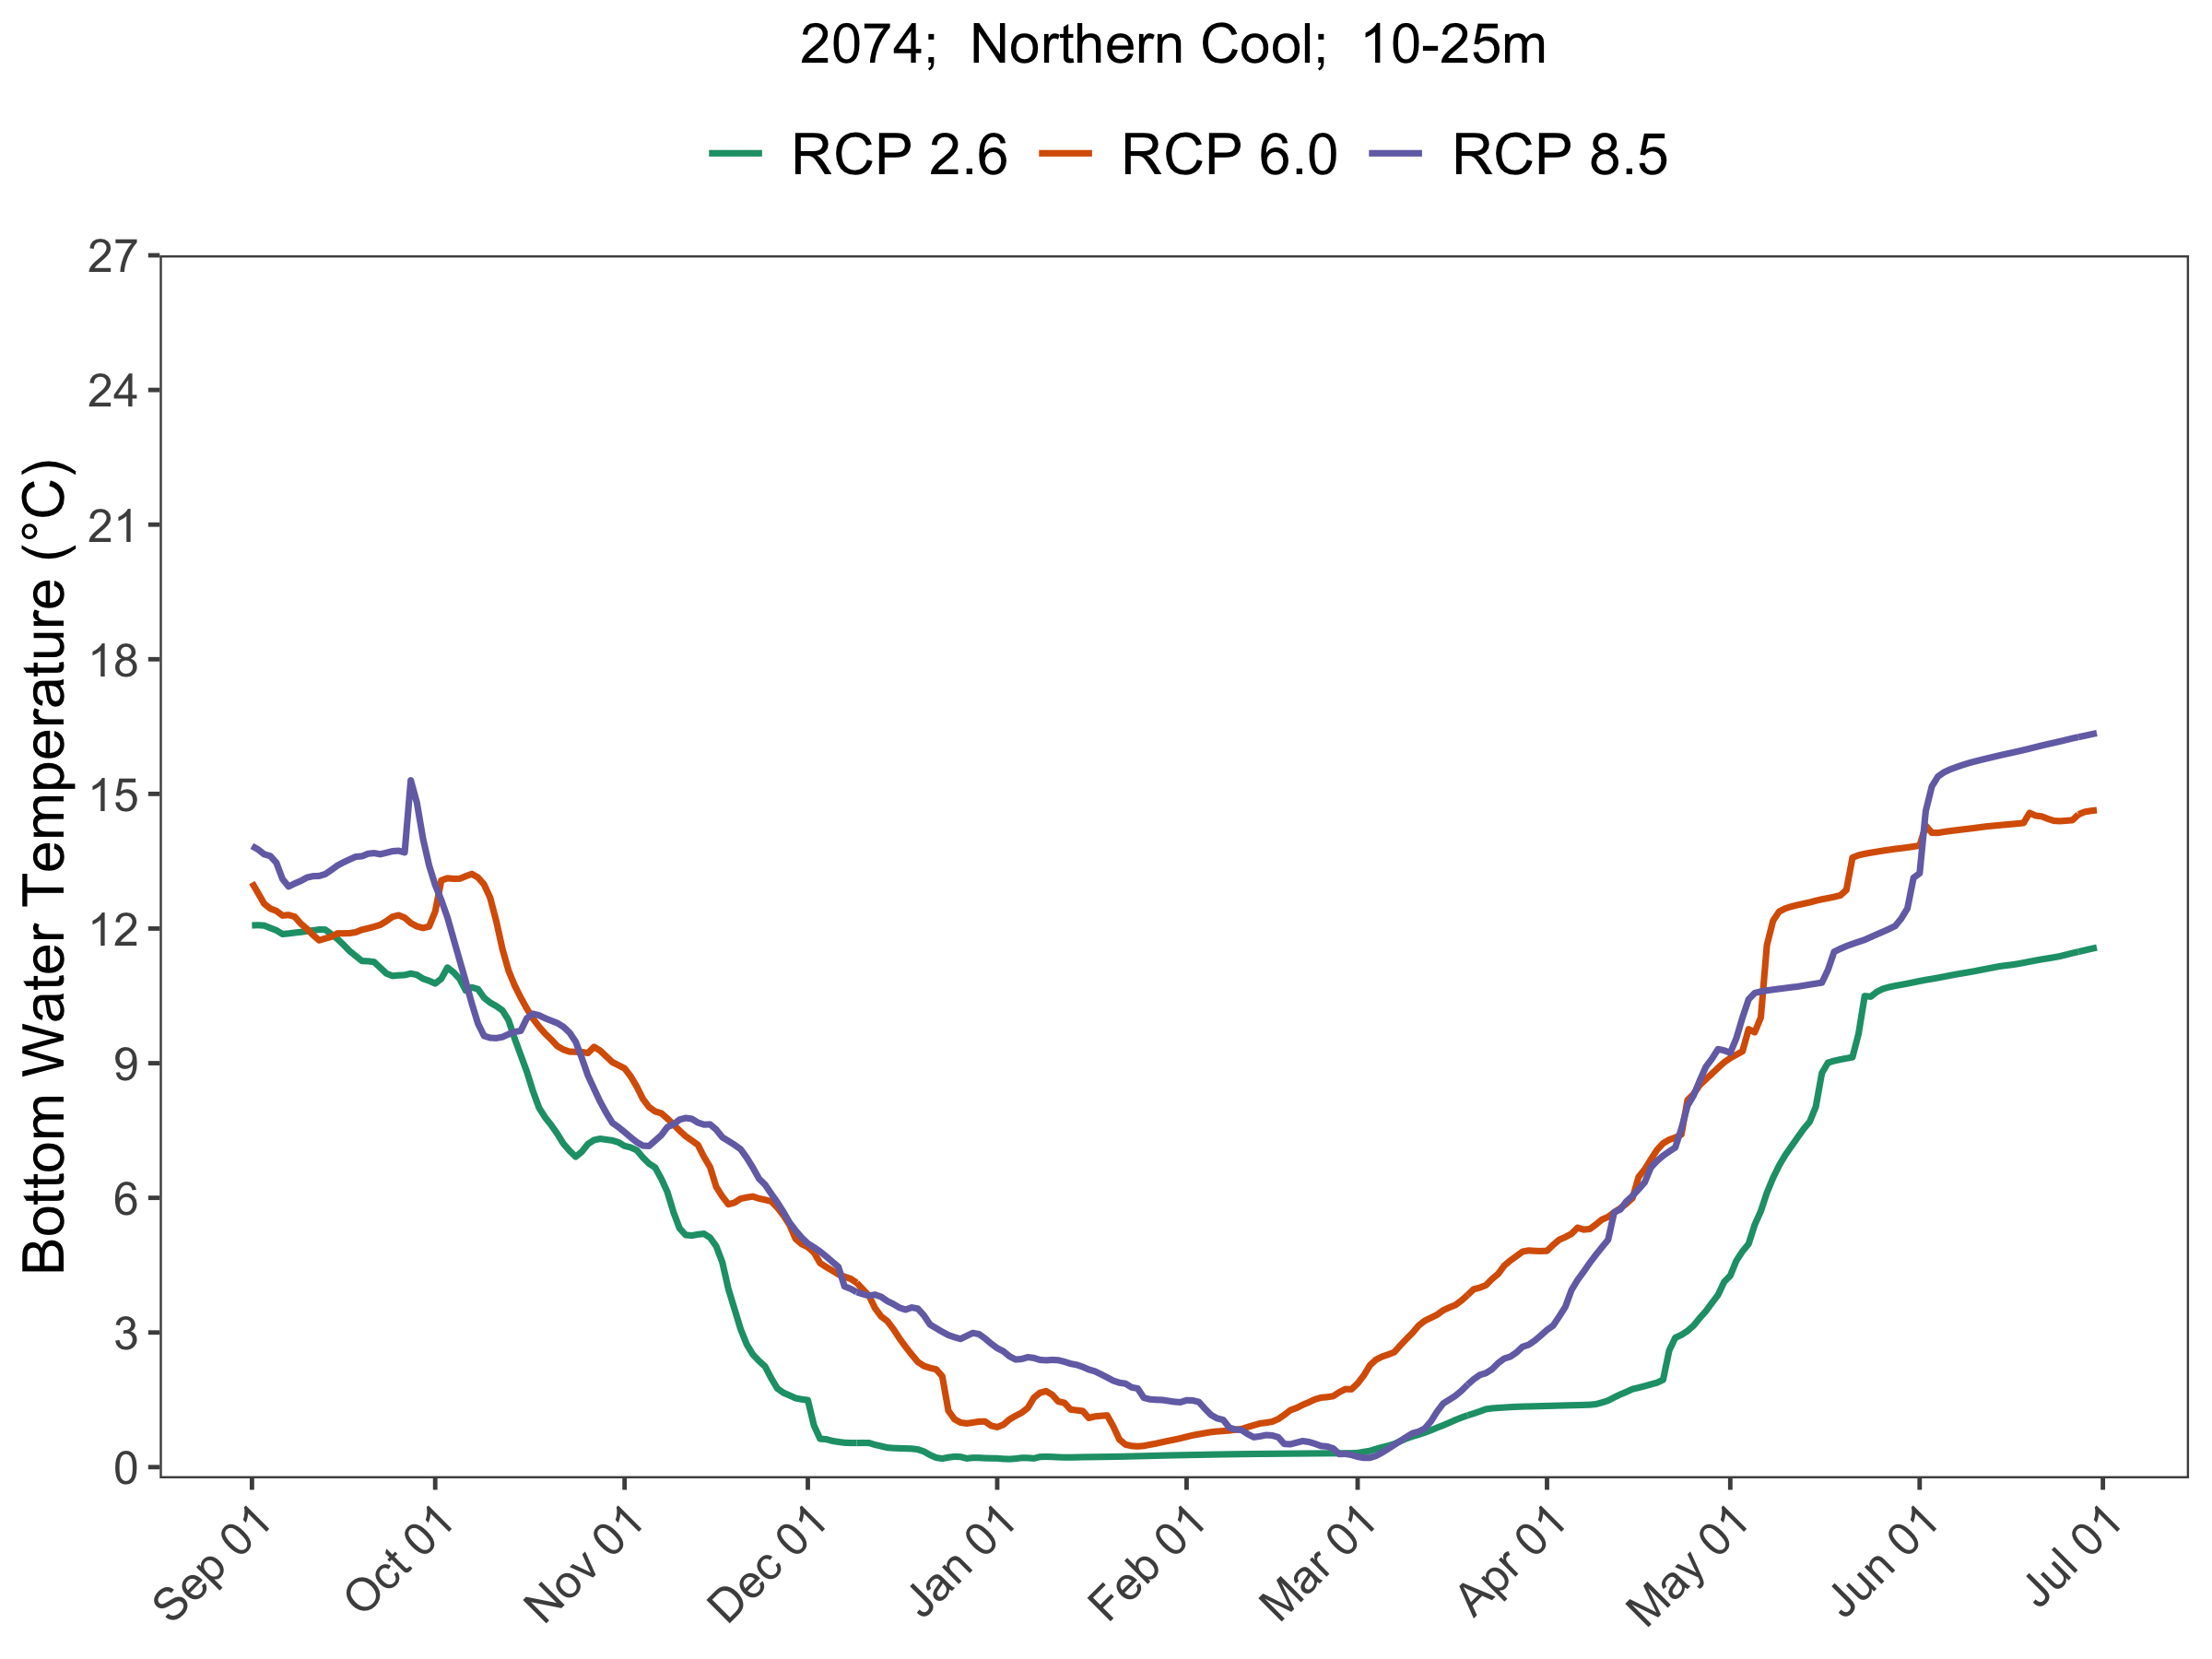 2074;  Northern Cool;  10-25m
RCP 2.6 RCP 6.0 RCP 8.5
Bottom Water Temperature (°C)
27
24
21
18
15
12
9
6
3
0
Sep 01 Oct 01 Nov 01 Dec 01 Jan 01 Feb 01 Mar 01 Apr 01 May 01 Jun 01 Jul 01